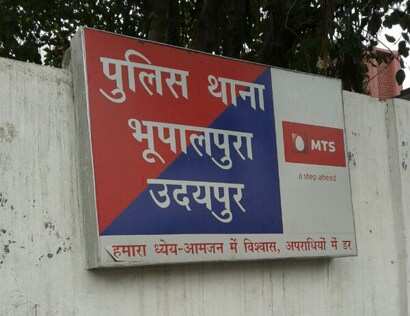 पुलिस थाना
भूपालपुरा
उदयपुर
MTS
a step ahead
हमारा ध्येय-आमजन में विश्वास, अपराधियों में डर